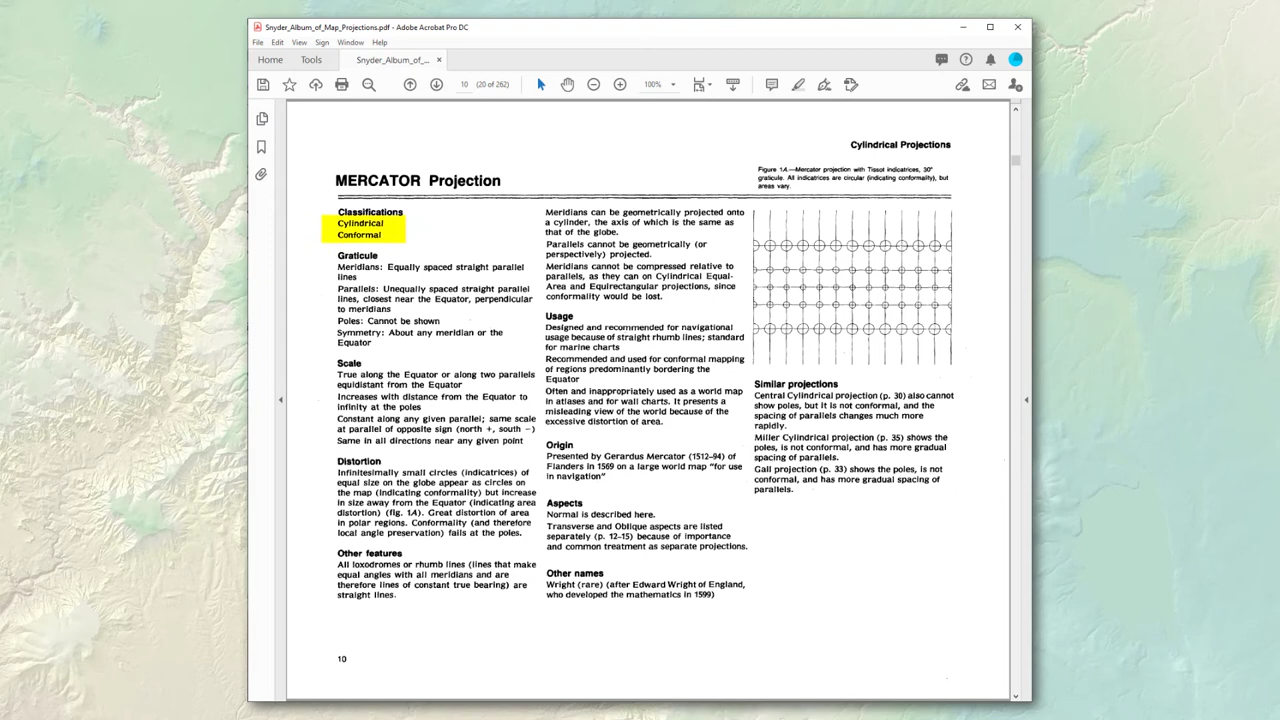 Snyder_Album_of_Map_Projections.pdf - Adobe Acrobat Pro DC
File Edit View Sign Window Help
Home Tools Snyder_Album_of_...
10 (20 of 262) 100%
Cylindrical Projections
MERCATOR Projection
Figure 1A.—Mercator projection with Tissot indicatrices, 30°
graticule. All indicatrices are circular (indicating conformality), but
areas vary.
Classifications
Cylindrical
Conformal
Graticule
Meridians: Equally spaced straight parallel
lines
Parallels: Unequally spaced straight parallel
lines, closest near the Equator, perpendicular
to meridians
Poles: Cannot be shown
Symmetry: About any meridian or the
Equator
Scale
True along the Equator or along two parallels
equidistant from the Equator
Increases with distance from the Equator to
infinity at the poles
Constant along any given parallel; same scale
at parallel of opposite sign (north +, south −)
Same in all directions near any given point
Distortion
Infinitesimally small circles (indicatrices) of
equal size on the globe appear as circles on
the map (indicating conformality) but increase
in size away from the Equator (indicating area
distortion) (fig. 1A). Great distortion of area
in polar regions. Conformality (and therefore
local angle preservation) fails at the poles.
Other features
All loxodromes or rhumb lines (lines that make
equal angles with all meridians and are
therefore lines of constant true bearing) are
straight lines.
Meridians can be geometrically projected onto
a cylinder, the axis of which is the same as
that of the globe.
Parallels cannot be geometrically (or
perspectively) projected.
Meridians cannot be compressed relative to
parallels, as they can on Cylindrical Equal-
Area and Equirectangular projections, since
conformality would be lost.
Usage
Designed and recommended for navigational
usage because of straight rhumb lines; standard
for marine charts
Recommended and used for conformal mapping
of regions predominantly bordering the
Equator
Often and inappropriately used as a world map
in atlases and for wall charts. It presents a
misleading view of the world because of the
excessive distortion of area.
Origin
Presented by Gerardus Mercator (1512–94) of
Flanders in 1569 on a large world map "for use
in navigation"
Aspects
Normal is described here.
Transverse and Oblique aspects are listed
separately (p. 12–15) because of importance
and common treatment as separate projections.
Other names
Wright (rare) (after Edward Wright of England,
who developed the mathematics in 1599)
Similar projections
Central Cylindrical projection (p. 30) also cannot
show poles, but it is not conformal, and the
spacing of parallels changes much more
rapidly.
Miller Cylindrical projection (p. 35) shows the
poles, is not conformal, and has more gradual
spacing of parallels.
Gall projection (p. 33) shows the poles, is not
conformal, and has more gradual spacing of
parallels.
10